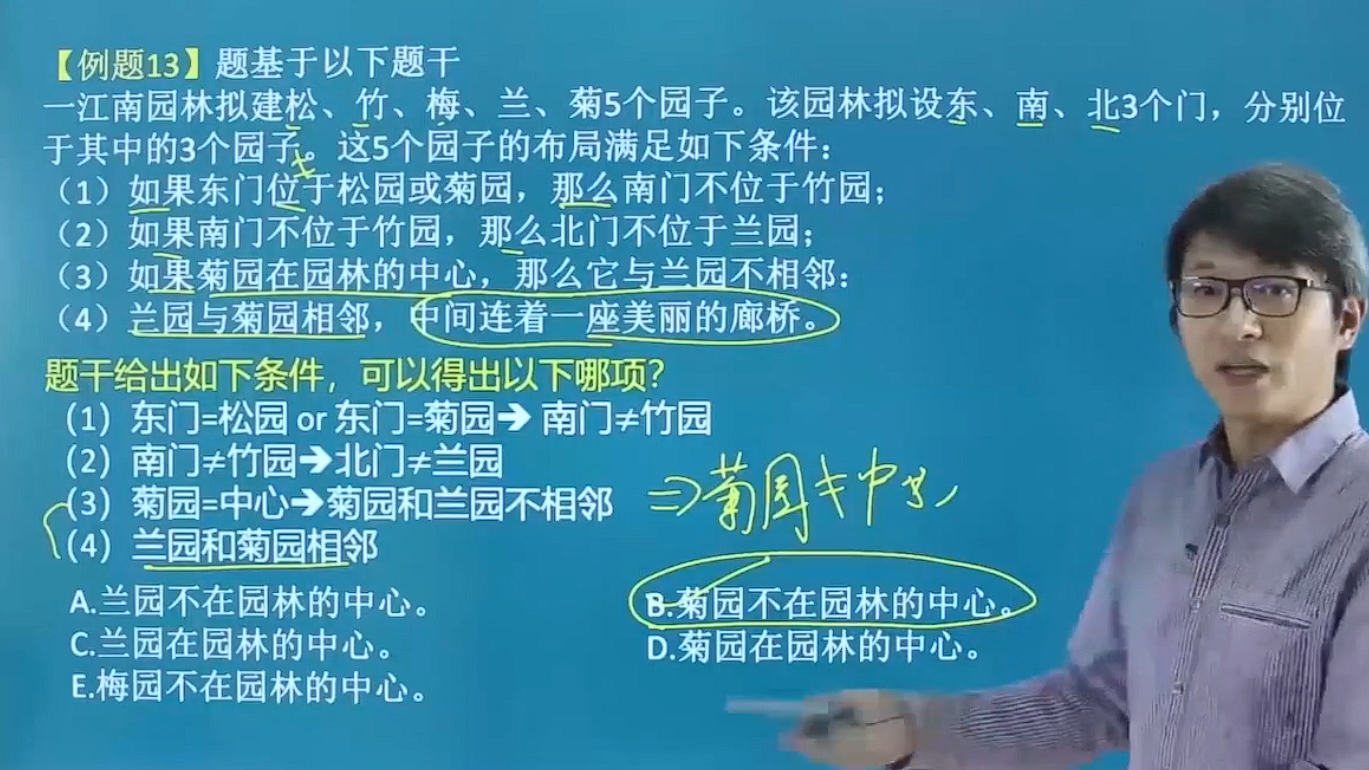 【例题13】题基于以下题干
一江南园林拟建松、竹、梅、兰、菊5个园子。该园林拟设东、南、北3个门，分别位
于其中的3个园子。这5个园子的布局满足如下条件：
（1）如果东门位于松园或菊园，那么南门不位于竹园；
（2）如果南门不位于竹园，那么北门不位于兰园；
（3）如果菊园在园林的中心，那么它与兰园不相邻：
（4）兰园与菊园相邻，中间连着一座美丽的廊桥。
题干给出如下条件，可以得出以下哪项？
（1）东门=松园 or 东门=菊园➔ 南门≠竹园
（2）南门≠竹园➔北门≠兰园
（3）菊园=中心➔菊园和兰园不相邻
⇒菊园
（4）兰园和菊园相邻
A.兰园不在园林的中心。
B.菊园不在园林的中心。
C.兰园在园林的中心。
D.菊园在园林的中心。
E.梅园不在园林的中心。